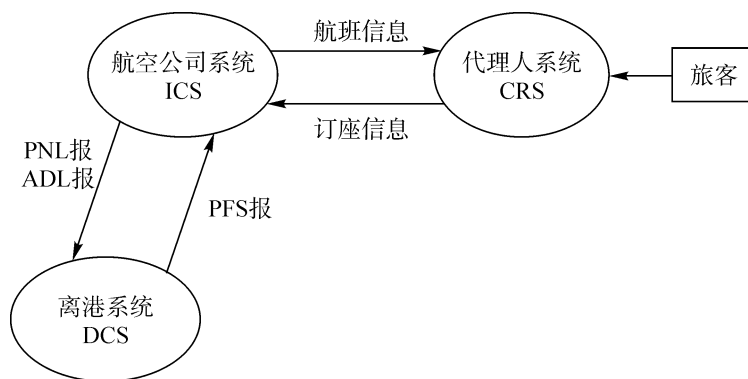 航班信息
航空公司系统
ICS
代理人系统
CRS
旅客
订座信息
PNL报
ADL报
PFS报
离港系统
DCS